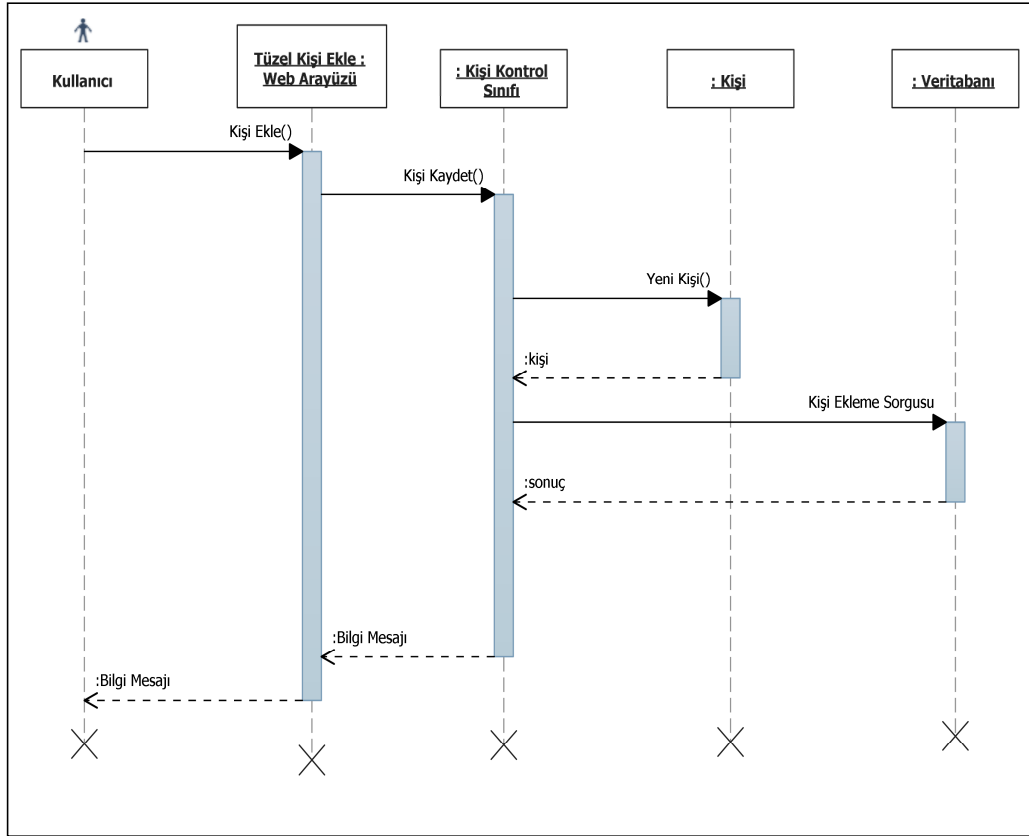 Kullanıcı
Tüzel Kişi Ekle :
Web Arayüzü
: Kişi Kontrol
Sınıfı
: Kişi
: Veritabanı
Kişi Ekle()
Kişi Kaydet()
Yeni Kişi()
:kişi
Kişi Ekleme Sorgusu
:sonuç
:Bilgi Mesajı
:Bilgi Mesajı